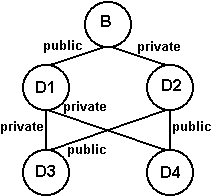 B
public private
D1 D2
private private public
public
D3 D4